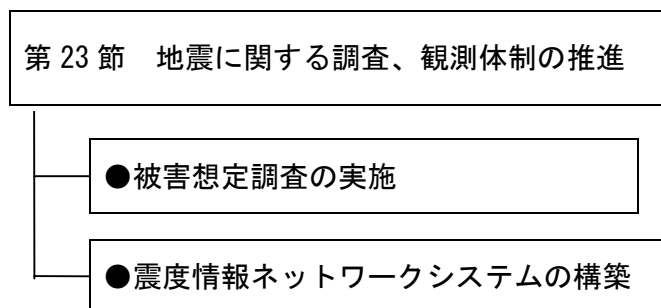 第 23 節　地震に関する調査、観測体制の推進
●被害想定調査の実施
●震度情報ネットワークシステムの構築